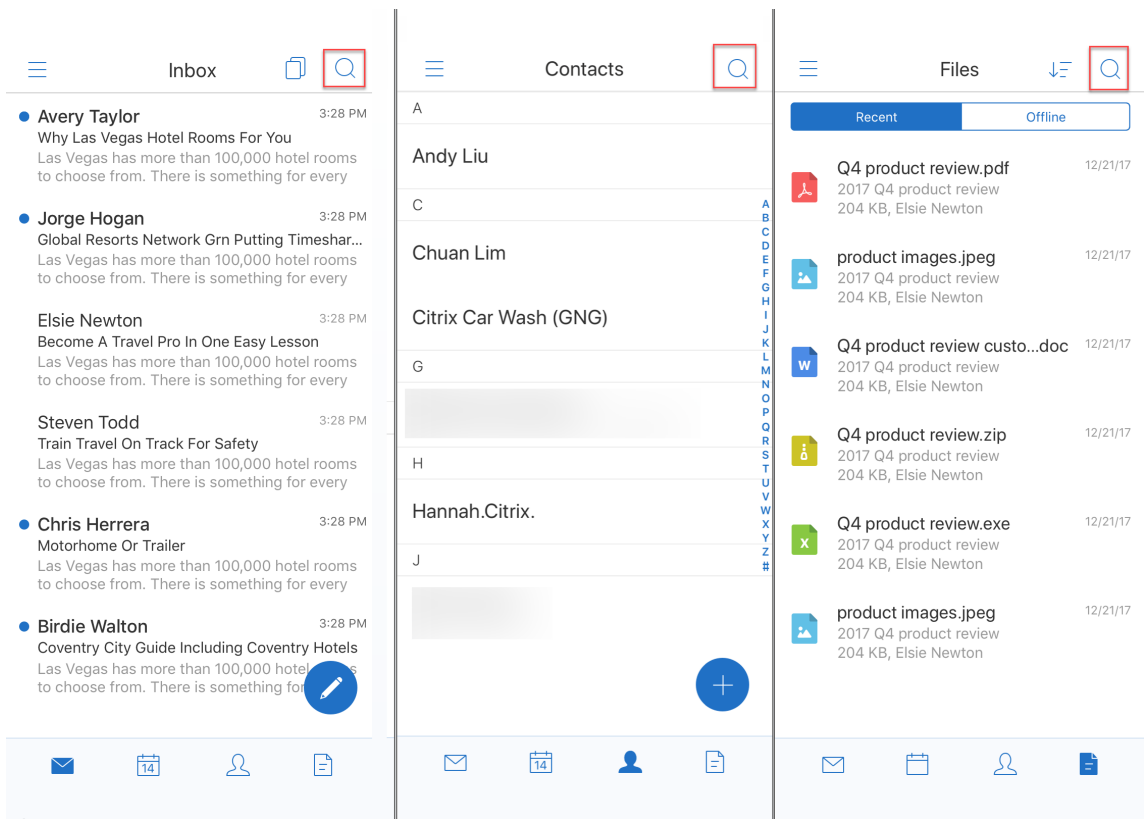 Inbox
Avery Taylor 3:28 PM
Why Las Vegas Hotel Rooms For You
Las Vegas has more than 100,000 hotel rooms
to choose from. There is something for every
Jorge Hogan 3:28 PM
Global Resorts Network Grn Putting Timeshar...
Las Vegas has more than 100,000 hotel rooms
to choose from. There is something for every
Elsie Newton 3:28 PM
Become A Travel Pro In One Easy Lesson
Las Vegas has more than 100,000 hotel rooms
to choose from. There is something for every
Steven Todd 3:28 PM
Train Travel On Track For Safety
Las Vegas has more than 100,000 hotel rooms
to choose from. There is something for every
Chris Herrera 3:28 PM
Motorhome Or Trailer
Las Vegas has more than 100,000 hotel rooms
to choose from. There is something for every
Birdie Walton 3:28 PM
Coventry City Guide Including Coventry Hotels
Las Vegas has more than 100,000 hotel
to choose from. There is something for
14
Contacts
A
Andy Liu
C
Chuan Lim
Citrix Car Wash (GNG)
G
H
Hannah.Citrix.
J
A
B
C
D
E
F
G
H
I
J
K
L
M
N
O
P
Q
R
S
T
U
V
W
X
Y
Z
#
14
Files
Recent Offline
Q4 product review.pdf 12/21/17
2017 Q4 product review
204 KB, Elsie Newton
product images.jpeg 12/21/17
2017 Q4 product review
204 KB, Elsie Newton
Q4 product review custo...doc 12/21/17
W
2017 Q4 product review
204 KB, Elsie Newton
Q4 product review.zip 12/21/17
2017 Q4 product review
204 KB, Elsie Newton
Q4 product review.exe 12/21/17
X
2017 Q4 product review
204 KB, Elsie Newton
product images.jpeg 12/21/17
2017 Q4 product review
204 KB, Elsie Newton